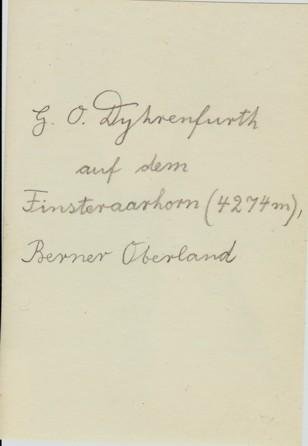 G. O. Dyhrenfurth
auf dem
Finsteraarhorn (4274m),
Berner Oberland